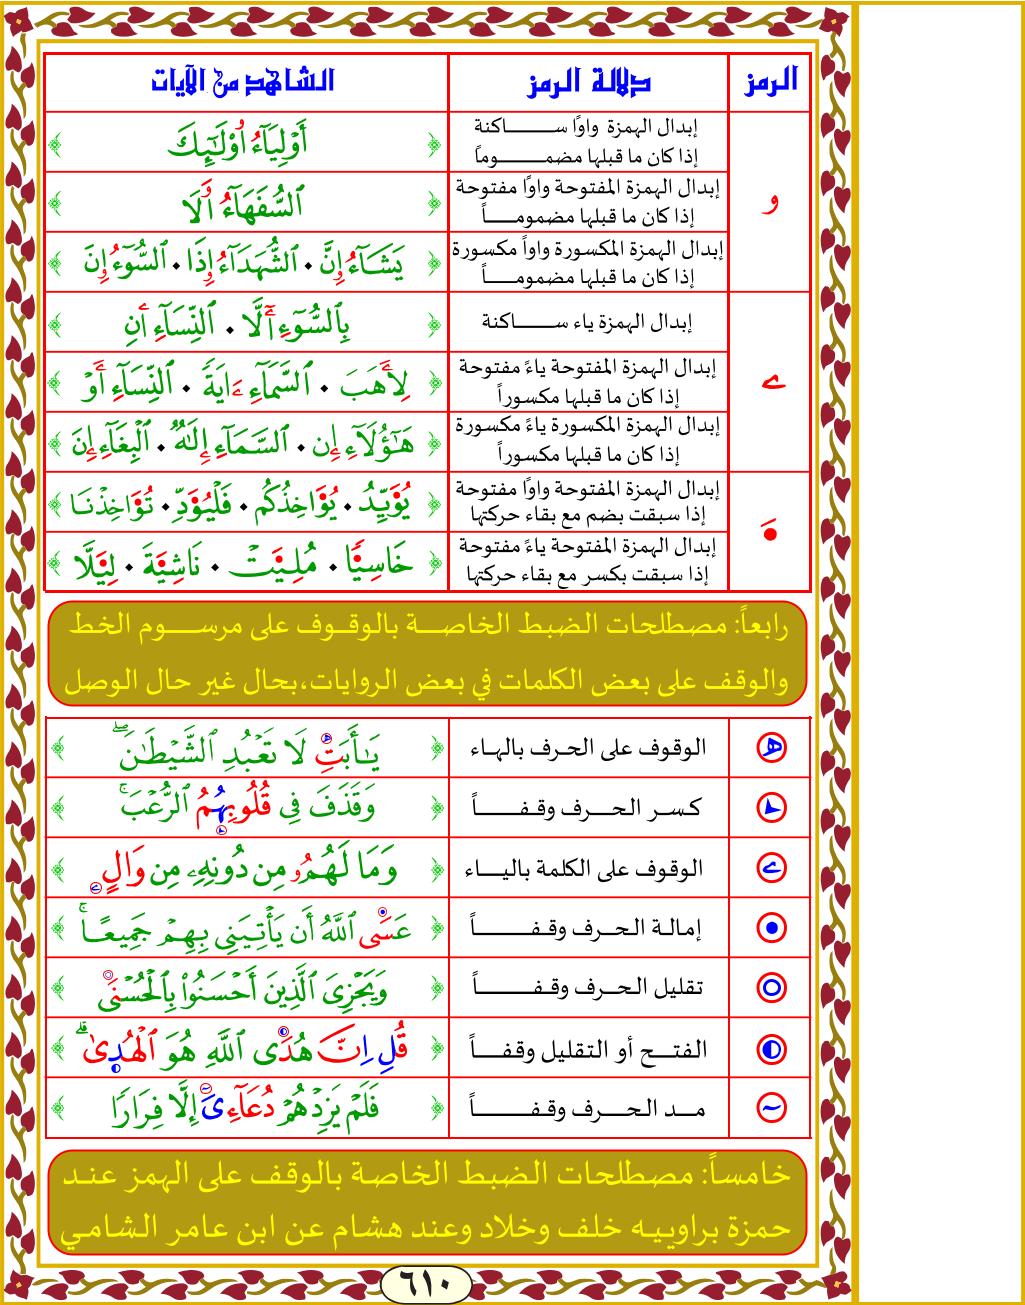 الرمز دلالة الرمز الشاهد من الآيات
و
إبدال الهمزة واوًا ساكنة
إذا كان ما قبلها مضموماً
﴿ أَوْلِيَآءُ اُوْلَـٰٓئِكَ ﴾
إبدال الهمزة المفتوحة واوًا مفتوحة
إذا كان ما قبلها مضموماً
﴿ ٱلسُّفَهَآءُ أَلَا
إبدال الهمزة المكسورة واواً مكسورة
إذا كان ما قبلها مضموماً
﴿ يَشَآءُ إِنَّ • ٱلشُّهَدَآءُ إِذَا • ٱلسُّوٓءُ إِنَ ﴾
ے
إبدال الهمزة ياء ساكنة
﴿ بِٱلسُّوٓءِ أَلَّا • ٱلنِّسَآءِ أَنِ
إبدال الهمزة المفتوحة ياءً مفتوحة
إذا كان ما قبلها مكسوراً
﴿ لِأَهَبَ • ٱلسَّمَآءِ ءَايَةً • ٱلنِّسَآءِ أَوْ ﴾
إبدال الهمزة المكسورة ياءً مكسورة
إذا كان ما قبلها مكسوراً
﴿ هَـٰٓؤُلَآءِ إِن • ٱلسَّمَآءِ إِلَـٰهٌ • ٱلْبِغَآءِ إِنَ ﴾
إبدال الهمزة المفتوحة واوًا مفتوحة
إذا سبقت بضم مع بقاء حركتها
﴿ يُؤَيِّدُ • يُؤَاخِذُكُم • فَلْيُؤَدِّ • تُؤَاخِذْنَا ﴾
إبدال الهمزة المفتوحة ياءً مفتوحة
إذا سبقت بكسر مع بقاء حركتها
﴿ خَاسِئًا • مُلِئَتْ • نَاشِئَةَ • لِئَلَّا ﴾
رابعاً: مصطلحات الضبط الخاصة بالوقوف على مرسوم الخط
والوقف على بعض الكلمات في بعض الروايات،بحال غير حال الوصل
ه الوقوف على الحرف بالهاء ﴿ يَـٰٓأَبَتِ لَا تَعْبُدِ ٱلشَّيْطَـٰنَ ۖ ﴾
كسر الحرف وقفاً ﴿ وَقَذَفَ فِى قُلُوبِهُمُ ٱلرُّعْبَ ۚ ﴾
ے الوقوف على الكلمة بالياء ﴿ وَمَا لَهُمُو مِن دُونِهِۦ مِن وَالٍ ﴾
إمالة الحرف وقفاً ﴿ عَسَى ٱللَّهُ أَن يَأْتِيَنِى بِهِمْ جَمِيعًا ۚ ﴾
تقليل الحرف وقفاً ﴿ وَيَجْزِىَ ٱلَّذِينَ أَحْسَنُوا۟ بِٱلْحُسْنَى ﴾
الفتح أو التقليل وقفاً ﴿ قُلِ اِنَّ هُدَى ٱللَّهِ هُوَ ٱلْهُدِىٰ ۗ ﴾
~ مد الحرف وقفاً ﴿ فَلَمْ يَزِدْهُمْ دُعَآءِىَ إِلَّا فِرَارًا ﴾
خامساً: مصطلحات الضبط الخاصة بالوقف على الهمز عند
حمزة براوييه خلف وخلاد وعند هشام عن ابن عامر الشامي
٦١٠